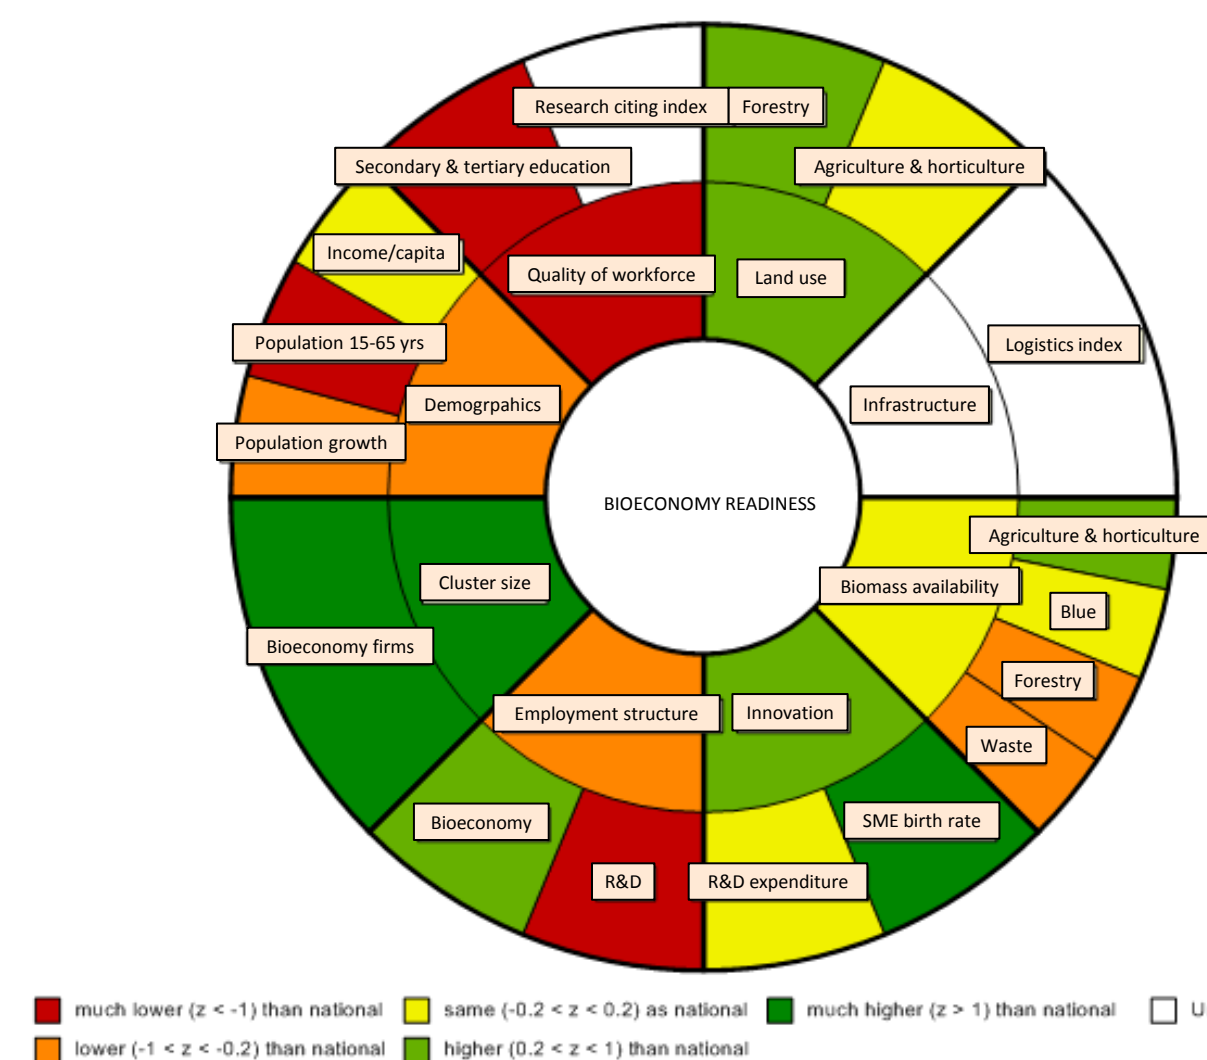 Research citing index
Forestry
Secondary & tertiary education
Agriculture & horticulture
Income/capita
Quality of workforce
Land use
Population 15-65 yrs
Logistics index
Demogrpahics
Infrastructure
Population growth
BIOECONOMY READINESS
Agriculture & horticulture
Cluster size
Biomass availability
Blue
Bioeconomy firms
Forestry
Employment structure
Innovation
Waste
Bioeconomy
SME birth rate
R&D
R&D expenditure
much lower (z < -1) than national
same (-0.2 < z < 0.2) as national
much higher (z > 1) than national
lower (-1 < z < -0.2) than national
higher (0.2 < z < 1) than national